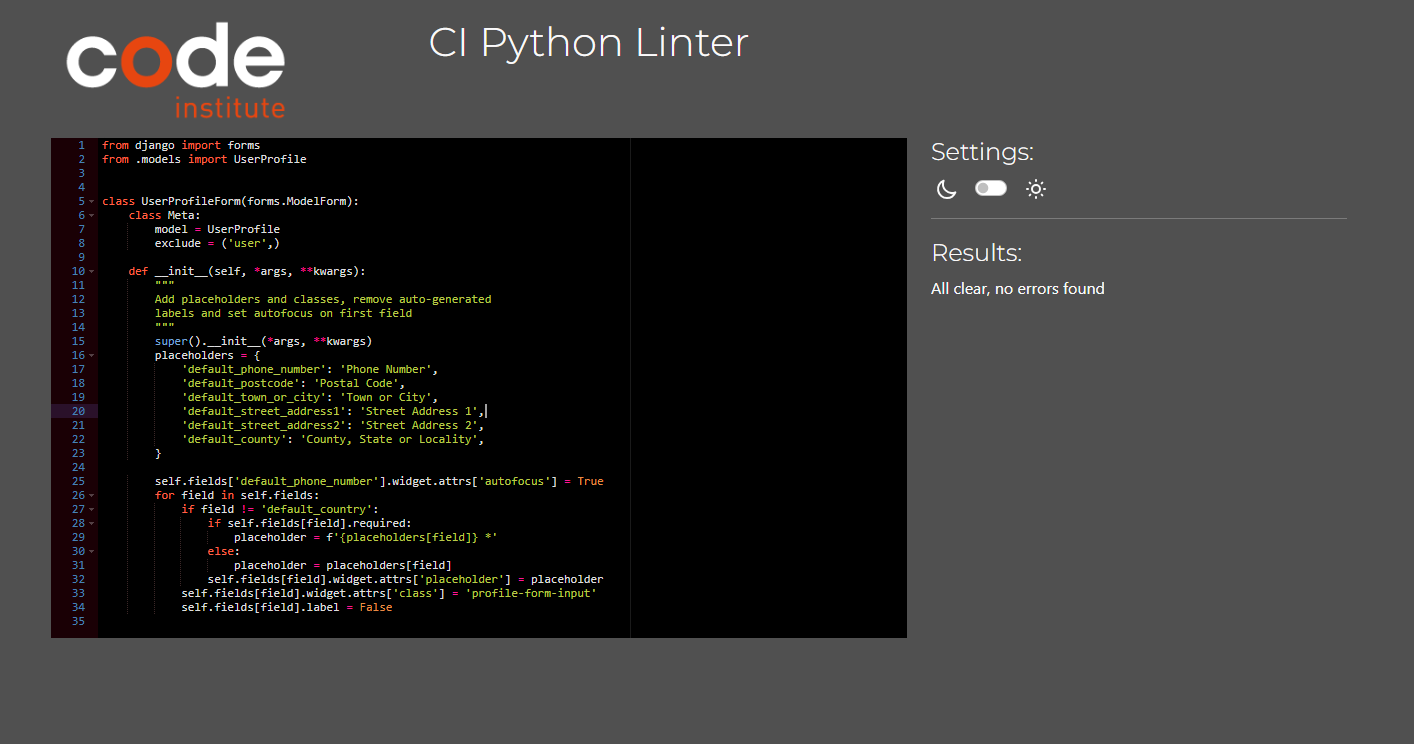 code
institute
CI Python Linter
1 from django import forms
2 from .models import UserProfile
3
4
5 class UserProfileForm(forms.ModelForm):
6     class Meta:
7         model = UserProfile
8         exclude = ('user',)
9
10     def __init__(self, *args, **kwargs):
11         """
12         Add placeholders and classes, remove auto-generated
13         labels and set autofocus on first field
14         """
15         super().__init__(*args, **kwargs)
16         placeholders = {
17             'default_phone_number': 'Phone Number',
18             'default_postcode': 'Postal Code',
19             'default_town_or_city': 'Town or City',
20             'default_street_address1': 'Street Address 1',
21             'default_street_address2': 'Street Address 2',
22             'default_county': 'County, State or Locality',
23         }
24
25         self.fields['default_phone_number'].widget.attrs['autofocus'] = True
26         for field in self.fields:
27             if field != 'default_country':
28                 if self.fields[field].required:
29                     placeholder = f'{placeholders[field]} *'
30                 else:
31                     placeholder = placeholders[field]
32                 self.fields[field].widget.attrs['placeholder'] = placeholder
33             self.fields[field].widget.attrs['class'] = 'profile-form-input'
34             self.fields[field].label = False
35
Settings:
Results:
All clear, no errors found